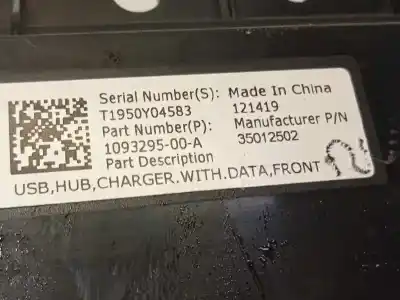 Serial Number(S): Made In China
T1950Y04583 121419
Part Number(P): Manufacturer P/N
1093295-00-A 35012502
Part Description
USB,HUB,CHARGER.WITH.DATA,FRONT